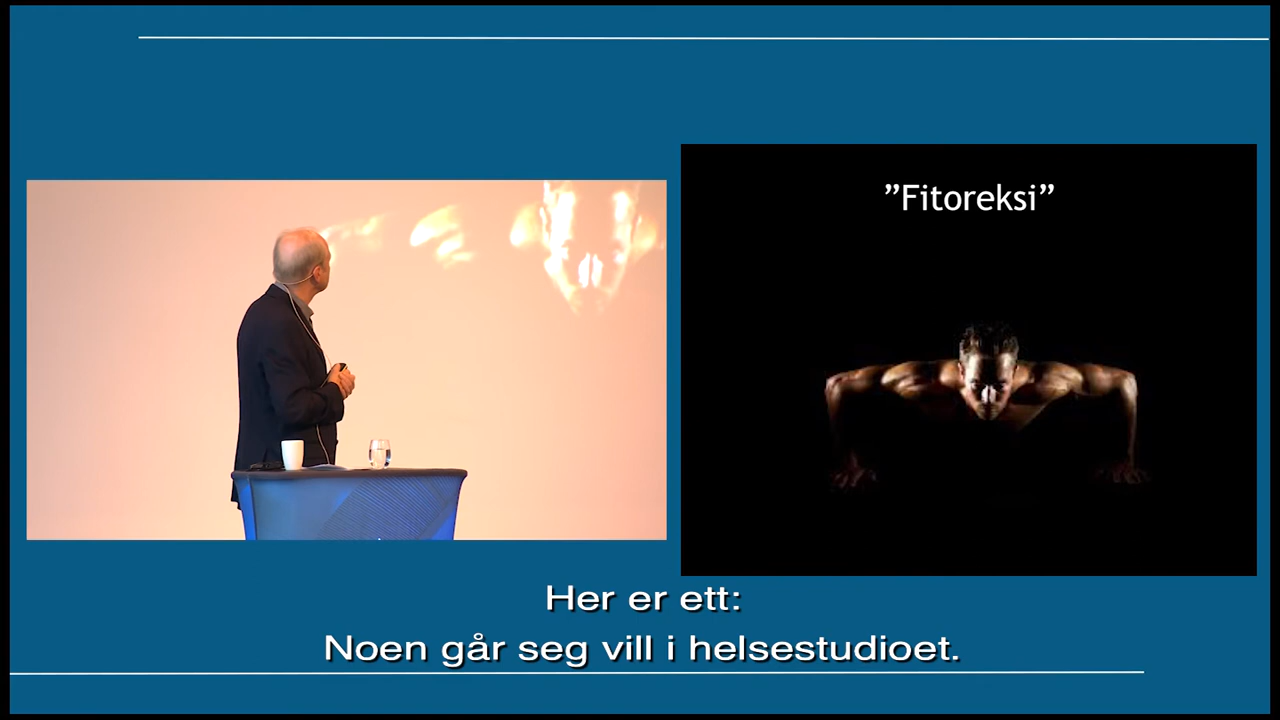 ”Fitoreksi”
Her er ett:
Noen går seg vill i helsestudioet.